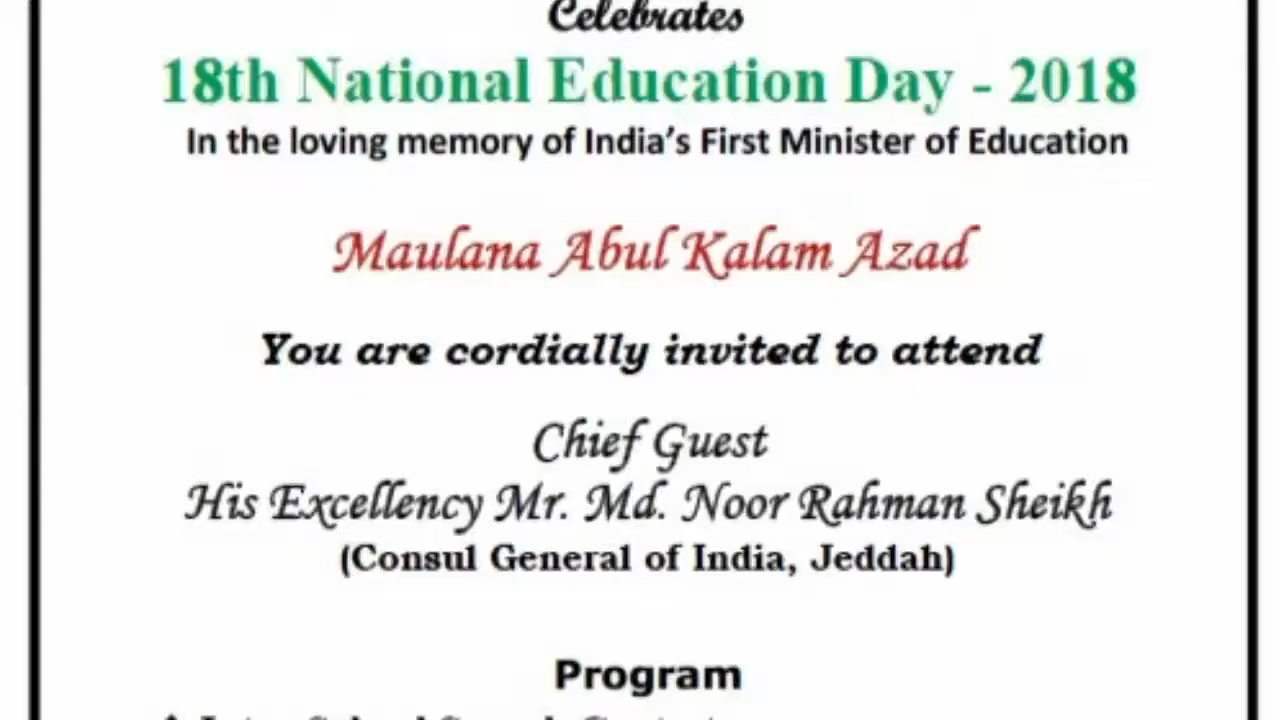 Celebrates
18th National Education Day - 2018
In the loving memory of India's First Minister of Education
Maulana Abul Kalam Azad
You are cordially invited to attend
Chief Guest
His Excellency Mr. Md. Noor Rahman Sheikh
(Consul General of India, Jeddah)
Program